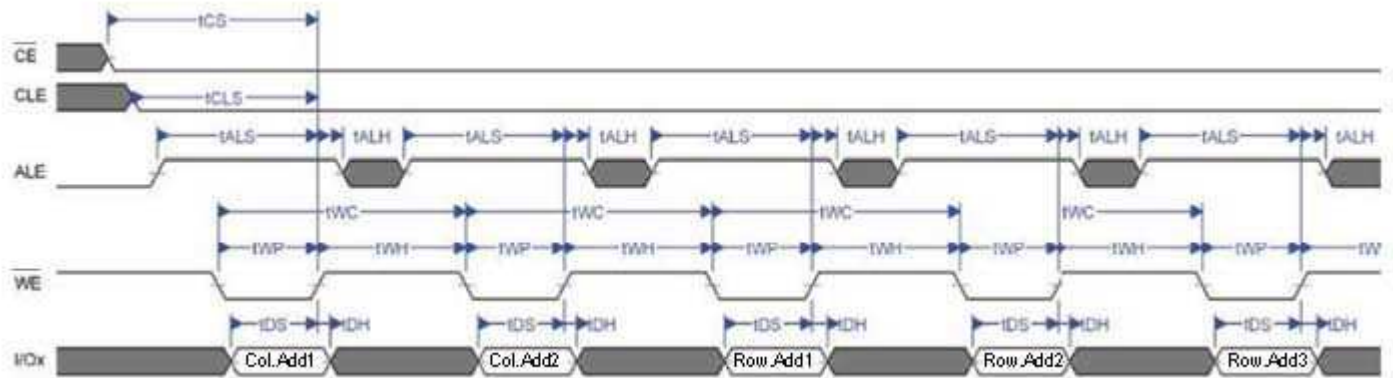 tCS
CE
CLE
tCLS
tALS tALH tALS tALH tALS tALH tALS tALH tALS tALH
ALE
tWC tWC tWC tWC
tWP tWH tWP tWH tWP tWH tWP tWH tWP tW
WE
tDS tDH tDS tDH tDS tDH tDS tDH tDS tDH
I/Ox Col.Add1 Col.Add2 Row.Add1 Row.Add2 Row.Add3